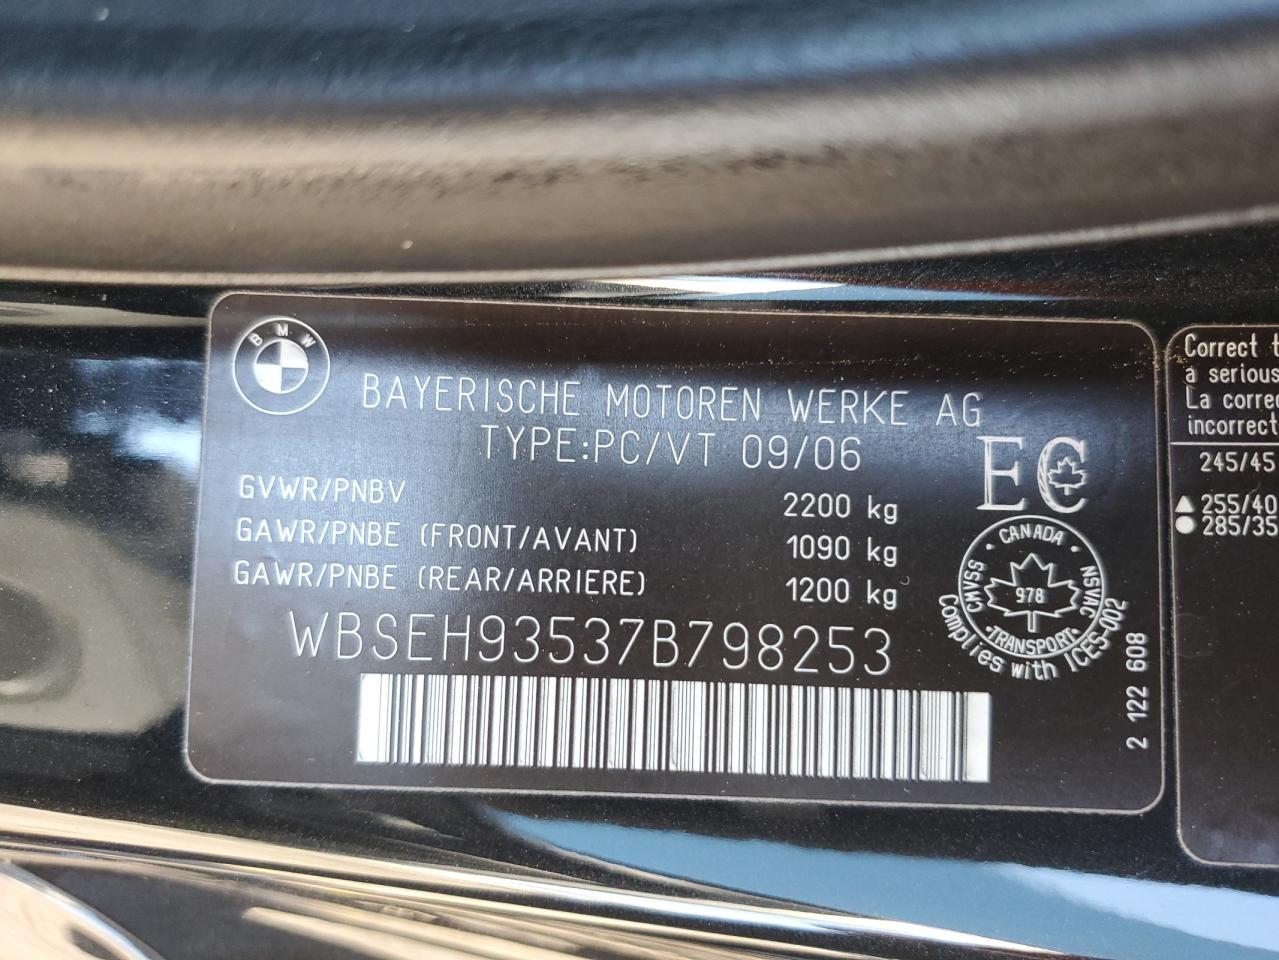 BMW
BAYERISCHE MOTOREN WERKE AG
TYPE:PC/VT 09/06
EC
GVWR/PNBV 2200 kg
GAWR/PNBE (FRONT/AVANT) 1090 kg
GAWR/PNBE (REAR/ARRIERE) 1200 kg
WBSEH93537B798253
CANADA
CMVSS
NSVAC
978
TRANSPORT
Complies with ICES-002
2 122 608
Correct t
a serious
La correc
incorrect
245/45
▲ 255/40
● 285/35